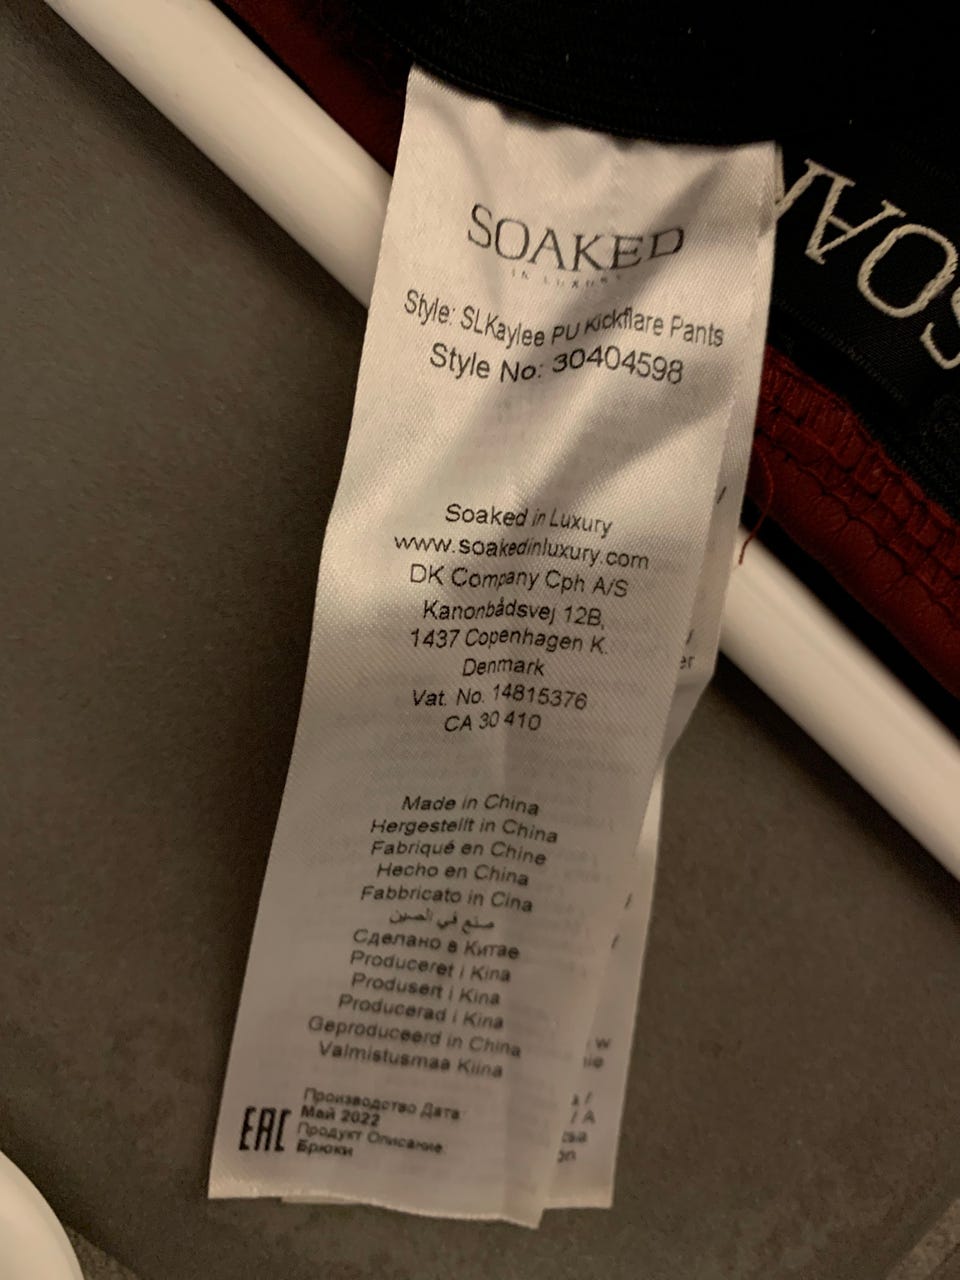 SOAKED
IN LUXURY
Style: SLKaylee PU Kickflare Pants
Style No: 30404598
Soaked in Luxury
www.soakedinluxury.com
DK Company Cph A/S
Kanonbådsvej 12B,
1437 Copenhagen K.
Denmark
Vat. No. 14815376
CA 30 410
Made in China
Hergestellt in China
Fabriqué en Chine
Hecho en China
Fabbricato in Cina
صنع في الصين
Сделано в Китае
Produceret i Kina
Produsert i Kina
Producerad i Kina
Geproduceerd in China
Valmistusmaa Kiina
EAC
Производство Дата
Май 2022
Продукт Описание
Брюки
SOA